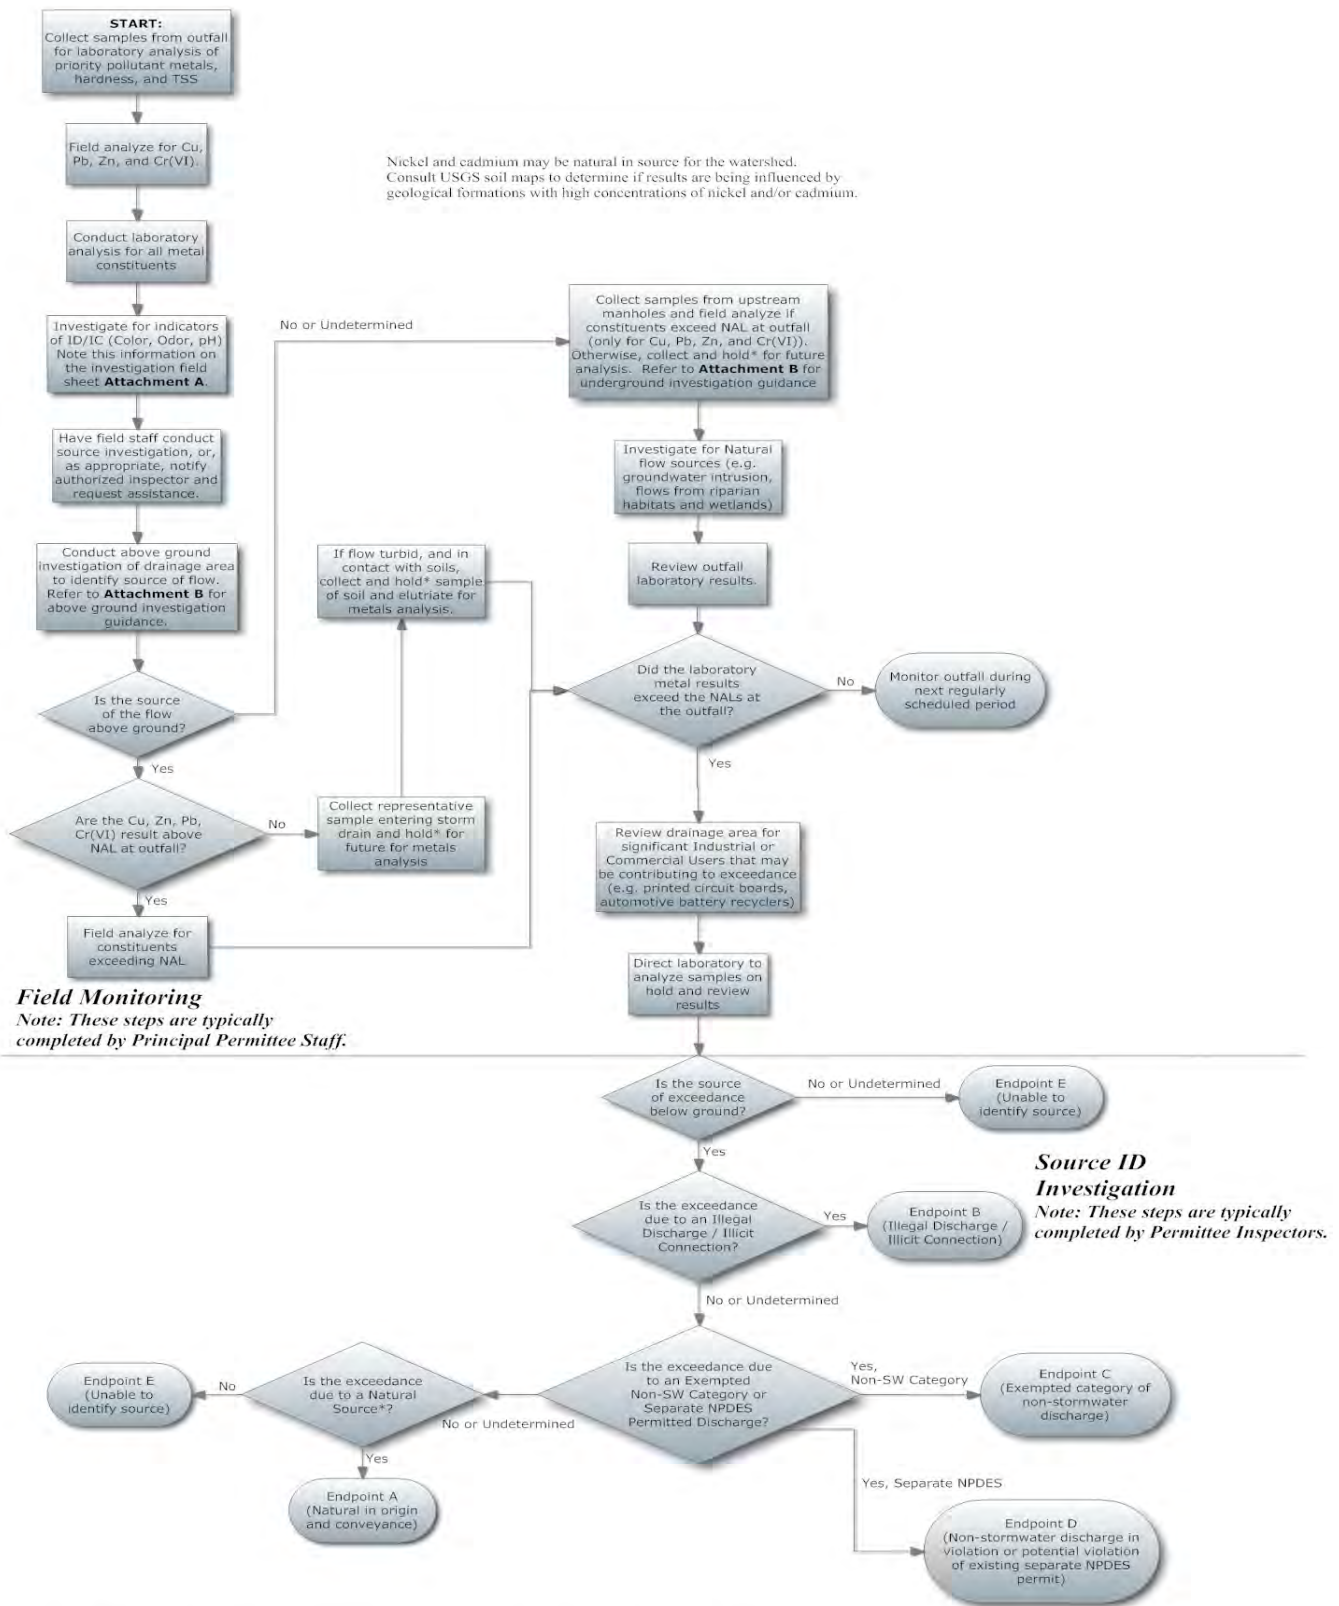 START:
Collect samples from outfall
for laboratory analysis of
priority pollutant metals,
hardness, and TSS
Field analyze for Cu,
Pb, Zn, and Cr(VI).
Nickel and cadmium may be natural in source for the watershed.
Consult USGS soil maps to determine if results are being influenced by
geological formations with high concentrations of nickel and/or cadmium.
Conduct laboratory
analysis for all metal
constituents
Investigate for indicators
of ID/IC (Color, Odor, pH)
Note this information on
the investigation field
sheet Attachment A.
No or Undetermined
Collect samples from upstream
manholes and field analyze if
constituents exceed NAL at outfall
(only for Cu, Pb, Zn, and Cr(VI)).
Otherwise, collect and hold* for future
analysis. Refer to Attachment B for
underground investigation guidance
Have field staff conduct
source investigation, or,
as appropriate, notify
authorized inspector and
request assistance.
Investigate for Natural
flow sources (e.g.
groundwater intrusion,
flows from riparian
habitats and wetlands)
Conduct above ground
investigation of drainage area
to identify source of flow.
Refer to Attachment B for
above ground investigation
guidance.
If flow turbid, and in
contact with soils,
collect and hold* sample
of soil and elutriate for
metals analysis.
Review outfall
laboratory results.
Is the source
of the flow
above ground?
Did the laboratory
metal results
exceed the NALs at
the outfall?
No
Monitor outfall during
next regularly
scheduled period
Yes
Yes
Are the Cu, Zn, Pb,
Cr(VI) result above
NAL at outfall?
No
Collect representative
sample entering storm
drain and hold* for
future for metals
analysis
Review drainage area for
significant Industrial or
Commercial Users that may
be contributing to exceedance
(e.g. printed circuit boards,
automotive battery recyclers)
Yes
Field analyze for
constituents
exceeding NAL
Direct laboratory to
analyze samples on
hold and review
results
Field Monitoring
Note: These steps are typically
completed by Principal Permittee Staff.
Is the source
of exceedance
below ground?
No or Undetermined
Endpoint E
(Unable to
identify source)
Yes
Source ID
Investigation
Note: These steps are typically
completed by Permittee Inspectors.
Is the exceedance
due to an Illegal
Discharge / Illicit
Connection?
Yes
Endpoint B
(Illegal Discharge /
Illicit Connection)
No or Undetermined
Is the exceedance due
to an Exempted
Non-SW Category or
Separate NPDES
Permitted Discharge?
Yes,
Non-SW Category
Endpoint C
(Exempted category of
non-stormwater
discharge)
No or Undetermined
Is the exceedance
due to a Natural
Source*?
No
Endpoint E
(Unable to
identify source)
Yes
Endpoint A
(Natural in origin
and conveyance)
Yes, Separate NPDES
Endpoint D
(Non-stormwater discharge in
violation or potential violation
of existing separate NPDES
permit)